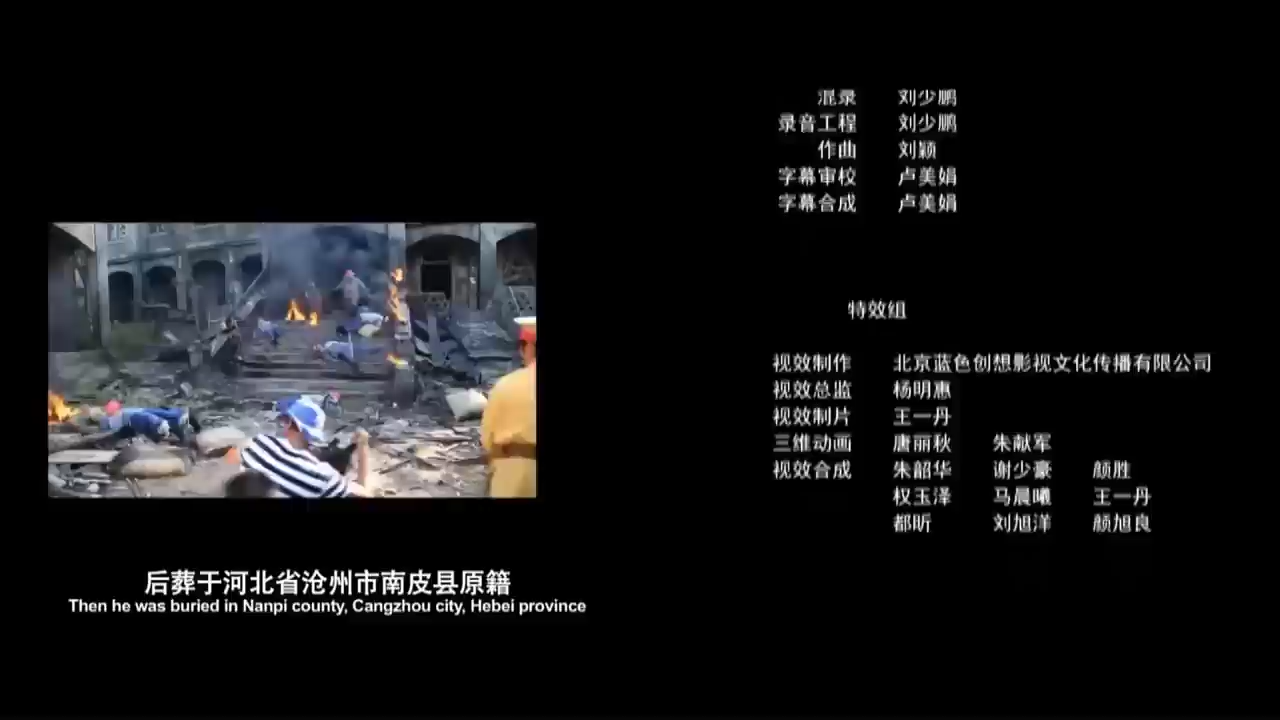 混录 刘少鹏
录音工程 刘少鹏
作曲 刘颖
字幕审校 卢美娟
字幕合成 卢美娟
特效组
视效制作 北京蓝色创想影视文化传播有限公司
视效总监 杨明惠
视效制片 王一丹
三维动画 唐丽秋 朱献军
视效合成 朱韶华 谢少豪 颜胜
权玉泽 马晨曦 王一丹
都昕 刘旭洋 颜旭良
后葬于河北省沧州市南皮县原籍
Then he was buried in Nanpi county, Cangzhou city, Hebei province